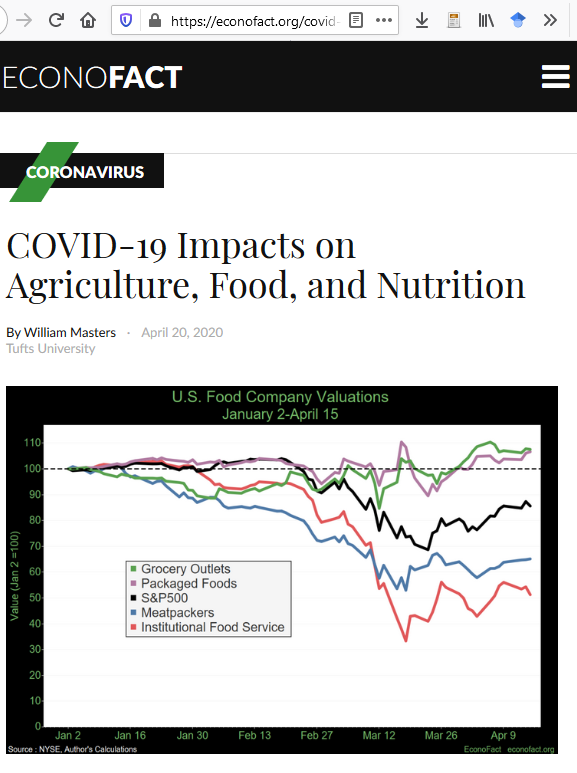 https://econofact.org/covid-
ECONOFACT
CORONAVIRUS
COVID-19 Impacts on
Agriculture, Food, and Nutrition
By William Masters · April 20, 2020
Tufts University
U.S. Food Company Valuations
January 2-April 15
Value (Jan 2 =100)
110
100
90
80
70
60
50
40
30
20
10
0
Grocery Outlets
Packaged Foods
S&P500
Meatpackers
Institutional Food Service
Jan 2 Jan 16 Jan 30 Feb 13 Feb 27 Mar 12 Mar 26 Apr 9
Source : NYSE, Author's Calculations
EconoFact econofact.org